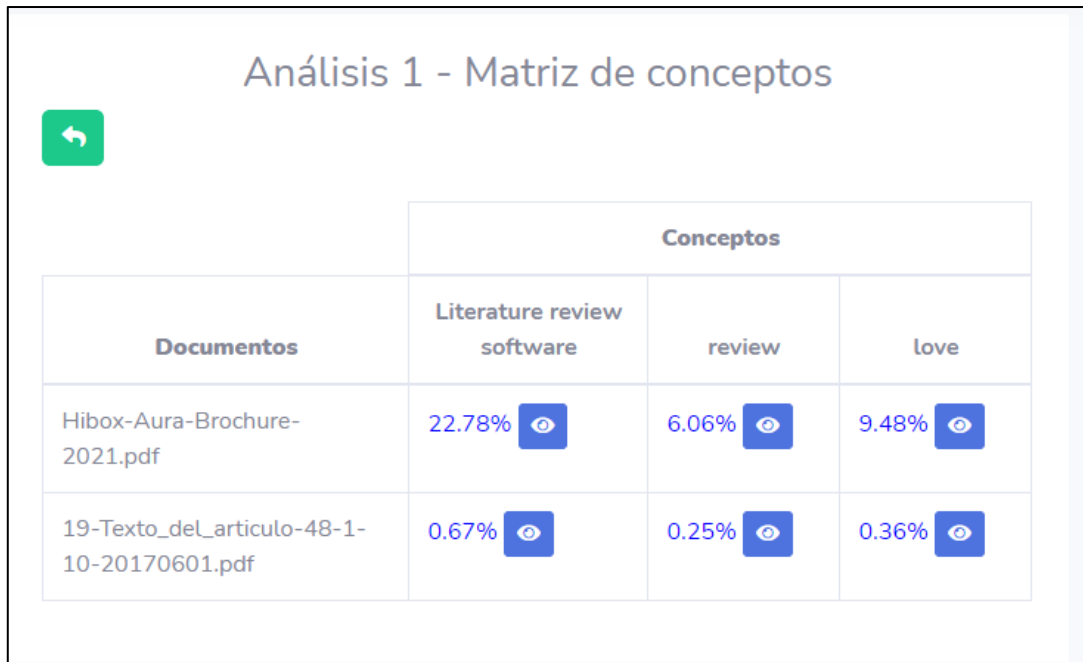 Análisis 1 - Matriz de conceptos
Conceptos
Documentos
Literature review
software
review
love
Hibox-Aura-Brochure-
2021.pdf
22.78%
6.06%
9.48%
19-Texto_del_articulo-48-1-
10-20170601.pdf
0.67%
0.25%
0.36%